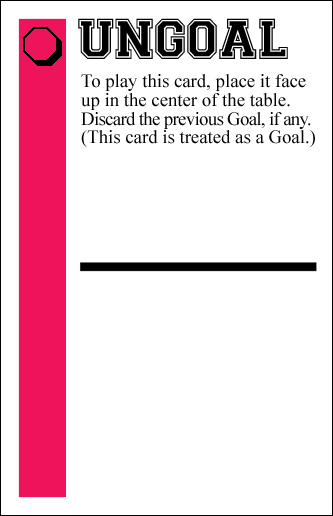 UNGOAL
To play this card, place it face
up in the center of the table.
Discard the previous Goal, if any.
(This card is treated as a Goal.)